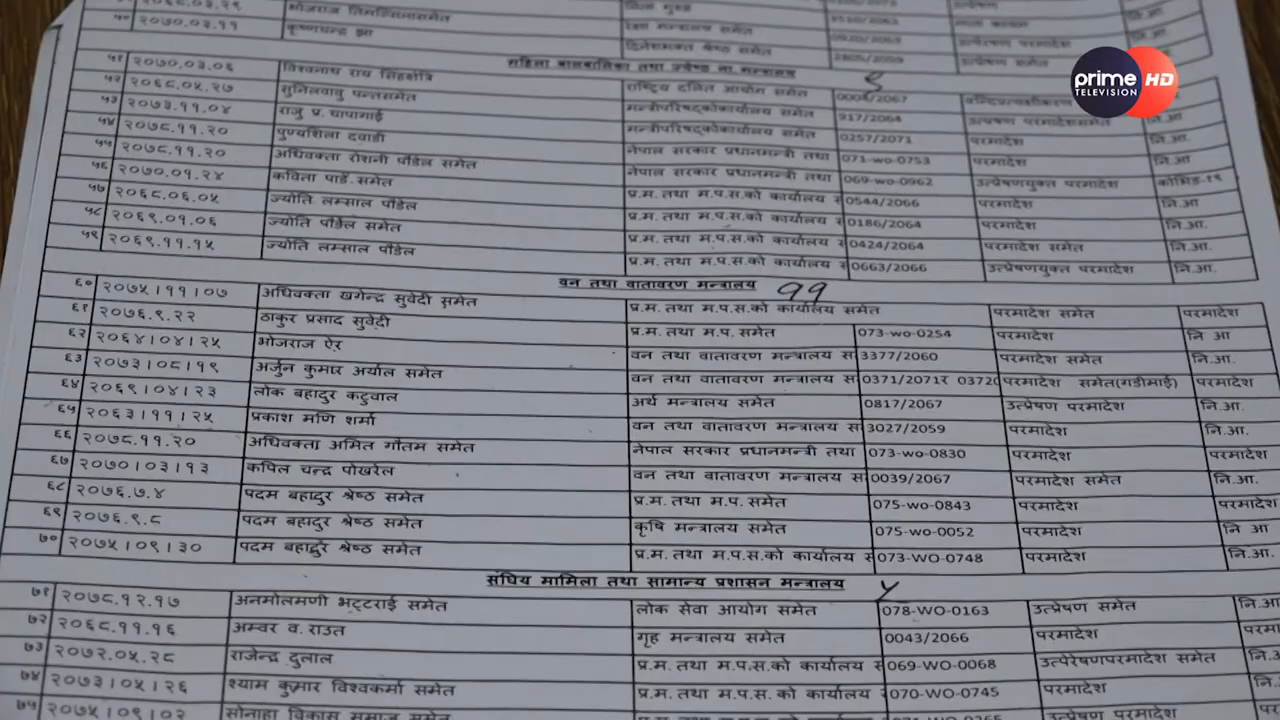 prime HD
TELEVISION
५० २०७०.०३.११ कृष्णचन्द्र झा
महिला बालबालिका तथा ज्येष्ठ ना. मन्त्रालय
५१ २०७०.०३.०६ विश्वनाथ राय राष्ट्रिय दलित आयोग समेत
५२ २०६८.०५.२७ सुनिलबाबु पन्तसमेत मन्त्रीपरिषद्कोकार्यालय समेत 917/2064 उत्प्रेषण परमादेशसमेत नि.आ.
५३ २०७३.११.०४ राजु प्र. चापागाई मन्त्रीपरिषद्कोकार्यालय समेत 0257/2071 परमादेश नि.आ.
५४ २०७८.११.२० पुण्यशिला दवाडी नेपाल सरकार प्रधानमन्त्री तथा 071-wo-0753 परमादेश नि.आ
५५ २०७८.११.२० अधिवक्ता रोशनी पौडेल समेत नेपाल सरकार प्रधानमन्त्री तथा 069-wo-0962 उत्प्रेषणयुक्त परमादेश कोभिड-१९
५६ २०७०.०१.२४ कविता पाडे समेत प्र.म. तथा म.प.स.को कार्यालय स 0544/2066 परमादेश नि.आ
५७ २०६८.०६.०५ ज्योति लम्साल पौडेल प्र.म. तथा म.प.स.को कार्यालय स 0186/2064 परमादेश नि.आ.
५८ २०६९.०१.०६ ज्योति पौडेल समेत प्र.म. तथा म.प.स.को कार्यालय स 0424/2064 परमादेश समेत नि.आ.
५९ २०६९.११.१५ ज्योति लम्साल पौडेल प्र.म. तथा म.प.स.को कार्यालय स 0663/2066 उत्प्रेषणयुक्त परमादेश नि.आ.
वन तथा वातावरण मन्त्रालय ११
६० २०७५।११।०७ अधिवक्ता खगेन्द्र सुवेदी समेत प्र.म. तथा म.प.स.को कार्यालय समेत परमादेश समेत परमादेश
६१ २०७६.९.२२ ठाकुर प्रसाद सुवेदी प्र.म. तथा म.प. समेत 073-wo-0254 परमादेश नि आ
६२ २०६४।०४।२५ भोजराज ऐर वन तथा वातावरण मन्त्रालय स 3377/2060 परमादेश समेत नि.आ.
६३ २०७३।०८।१९ अर्जुन कुमार अर्याल समेत वन तथा वातावरण मन्त्रालय स 0371/2071र 0372 परमादेश समेत(गढीमाई) परमादेश
६४ २०६९।०४।२३ लोक बहादुर कटुवाल अर्थ मन्त्रालय समेत 0817/2067 उत्प्रेषण परमादेश नि.आ.
६५ २०६३।११।२५ प्रकाश मणि शर्मा वन तथा वातावरण मन्त्रालय स 3027/2059 परमादेश नि.आ.
६६ २०७८.११.२० अधिवक्ता अमित गौतम समेत नेपाल सरकार प्रधानमन्त्री तथा 073-wo-0830 परमादेश परमादेश
६७ २०७०।०३।१३ कपिल चन्द्र पोखरेल वन तथा वातावरण मन्त्रालय स 0039/2067 परमादेश समेत नि.आ.
६८ २०७६.७.४ पदम बहादुर श्रेष्ठ समेत प्र.म. तथा म.प. समेत 075-wo-0843 परमादेश परमादेश
६९ २०७६.९.८ पदम बहादुर श्रेष्ठ समेत कृषि मन्त्रालय समेत 075-wo-0052 परमादेश नि आ
७० २०७५।०९।३० पदम बहादुर श्रेष्ठ समेत प्र.म. तथा म.प.स.को कार्यालय स 073-WO-0748 परमादेश नि.आ.
संघिय मामिला तथा सामान्य प्रशासन मन्त्रालय
७१ २०७८.१२.१७ अनमोलमणी भट्टराई समेत लोक सेवा आयोग समेत 078-WO-0163 उत्प्रेषण समेत नि.आ
७२ २०६८.११.१६ अम्वर व. राउत गृह मन्त्रालय समेत 0043/2066 परमादेश परमा
७३ २०७२.०५.२८ राजेन्द्र दुलाल प्र.म. तथा म.प.स.को कार्यालय स 069-WO-0068 उत्पेरेषणपरमादेश समेत नि.अ
७४ २०७३।०५।२६ श्याम कुमार विश्वकर्मा समेत प्र.म. तथा म.प.स.को कार्यालय 070-WO-0745 परमादेश नि.
७५ २०७५।०९।०२ सोनाहा विकास समाज समेत